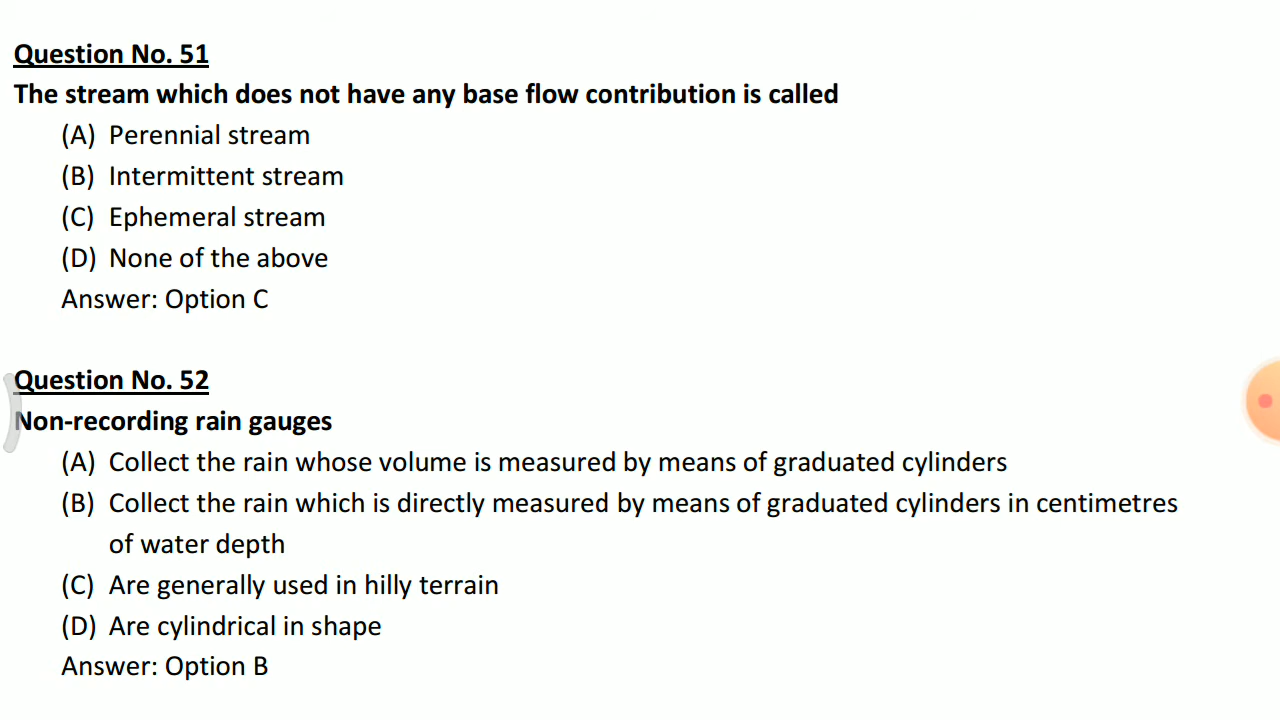 Question No. 51
The stream which does not have any base flow contribution is called
(A) Perennial stream
(B) Intermittent stream
(C) Ephemeral stream
(D) None of the above
Answer: Option C
Question No. 52
Non-recording rain gauges
(A) Collect the rain whose volume is measured by means of graduated cylinders
(B) Collect the rain which is directly measured by means of graduated cylinders in centimetres
of water depth
(C) Are generally used in hilly terrain
(D) Are cylindrical in shape
Answer: Option B